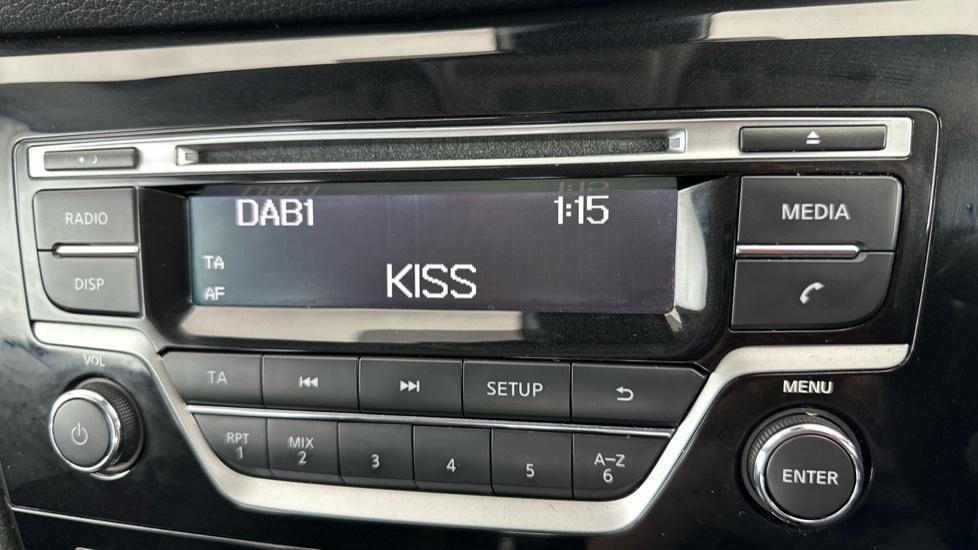 RADIO
DISP
DAB1 1:15
TA
AF
KISS
MEDIA
VOL
TA
SETUP
MENU
RPT
1
MIX
2
3
4
5
A–Z
6
ENTER